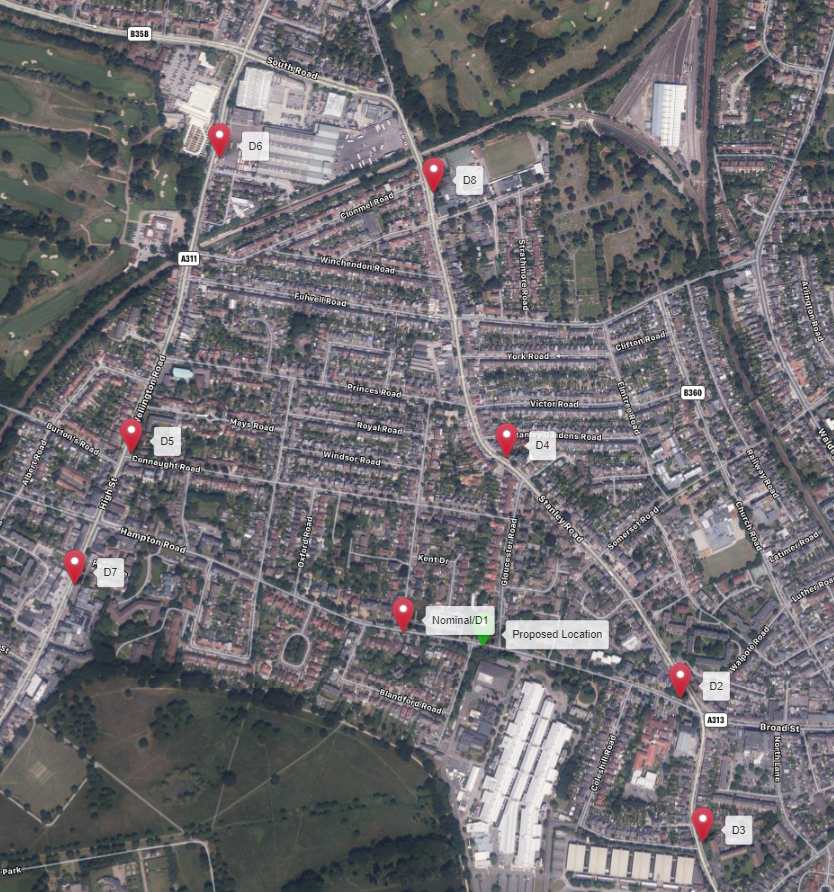 B358
South Road
D6
D8
Clonmel Road
A311
Winchendon Road
Strathmore Road
Fulwell Road
Arlington Road
York Road
Clifton Road
Princes Road
B360
Elmtree Road
Victor Road
Mays Road
Royal Road
D4
Gardens Road
Burton's Road
D5
Windsor Road
Connaught Road
Albert Road
High St
Railway Road
Stanley Road
Somerset Road
Church Road
Hampton Road
Oxford Road
Gloucester Road
Latimer Road
Kent Dr
D7
Luther Road
Nominal/D1
Proposed Location
Walpole Road
D2
Blandford Road
A313
Broad St
North Lane
Coleshill Road
D3
Park